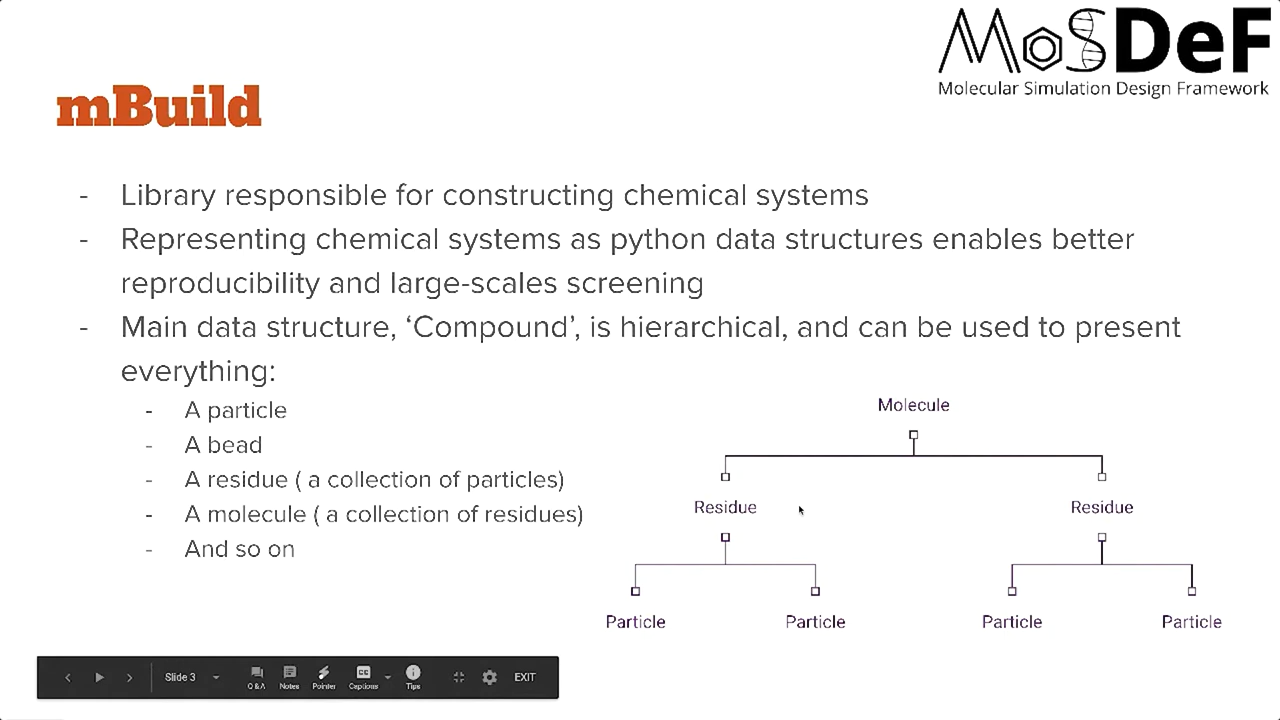 MoSDeF
Molecular Simulation Design Framework
mBuild
- Library responsible for constructing chemical systems
- Representing chemical systems as python data structures enables better
reproducibility and large-scales screening
- Main data structure, ‘Compound’, is hierarchical, and can be used to present
everything:
- A particle
- A bead
- A residue ( a collection of particles)
- A molecule ( a collection of residues)
- And so on
Molecule
Residue Residue
Particle Particle Particle Particle
Slide 3 Q&A Notes Pointer Captions Tips EXIT